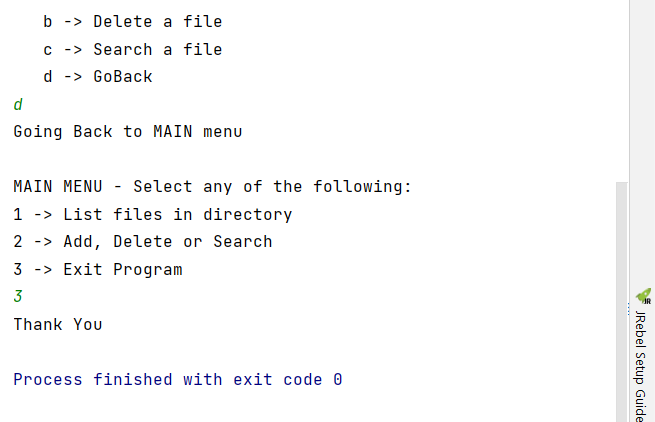 b -> Delete a file
c -> Search a file
d -> GoBack
d
Going Back to MAIN menu
MAIN MENU - Select any of the following:
1 -> List files in directory
2 -> Add, Delete or Search
3 -> Exit Program
3
Thank You
Process finished with exit code 0
JR
JRebel Setup Guide